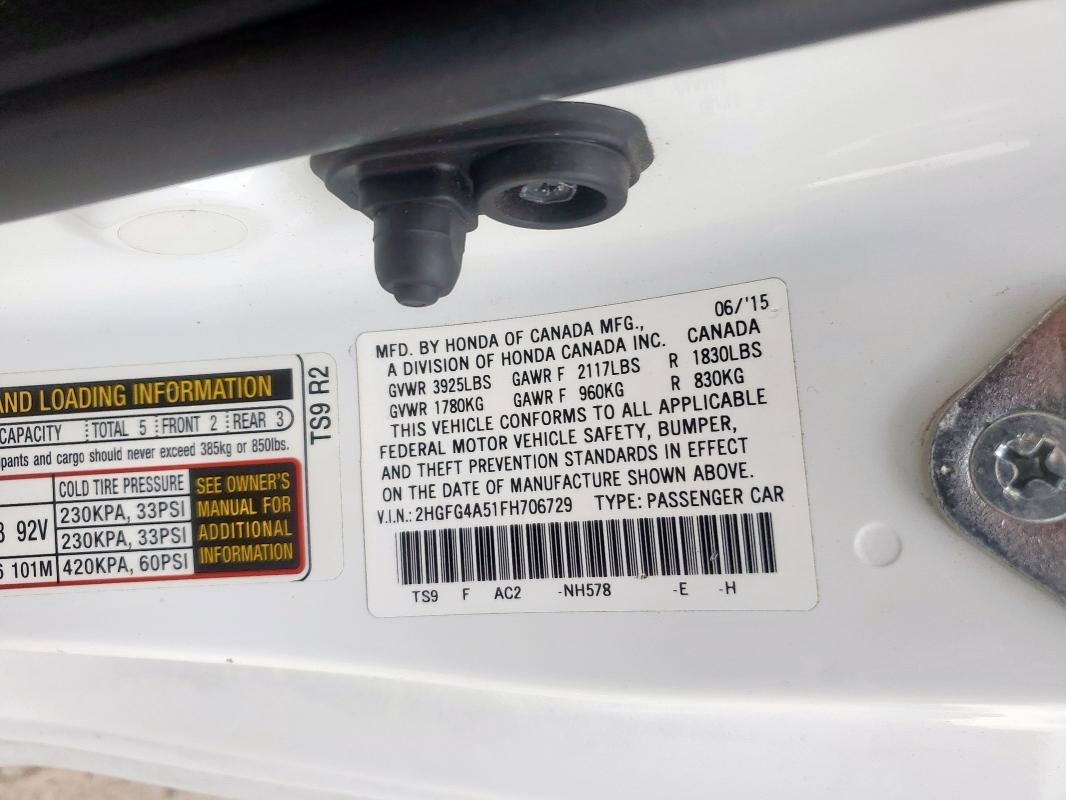 AND LOADING INFORMATION
CAPACITY TOTAL 5 FRONT 2 REAR 3
pants and cargo should never exceed 385kg or 850lbs.
COLD TIRE PRESSURE
92V 230KPA, 33PSI
230KPA, 33PSI
101M 420KPA, 60PSI
SEE OWNER'S
MANUAL FOR
ADDITIONAL
INFORMATION
TS9 R2
06/'15
MFD. BY HONDA OF CANADA MFG.,
A DIVISION OF HONDA CANADA INC. CANADA
GVWR 3925LBS GAWR F 2117LBS R 1830LBS
GVWR 1780KG GAWR F 960KG R 830KG
THIS VEHICLE CONFORMS TO ALL APPLICABLE
FEDERAL MOTOR VEHICLE SAFETY, BUMPER,
AND THEFT PREVENTION STANDARDS IN EFFECT
ON THE DATE OF MANUFACTURE SHOWN ABOVE.
V.I.N.: 2HGFG4A51FH706729 TYPE: PASSENGER CAR
TS9 F AC2 -NH578 -E -H